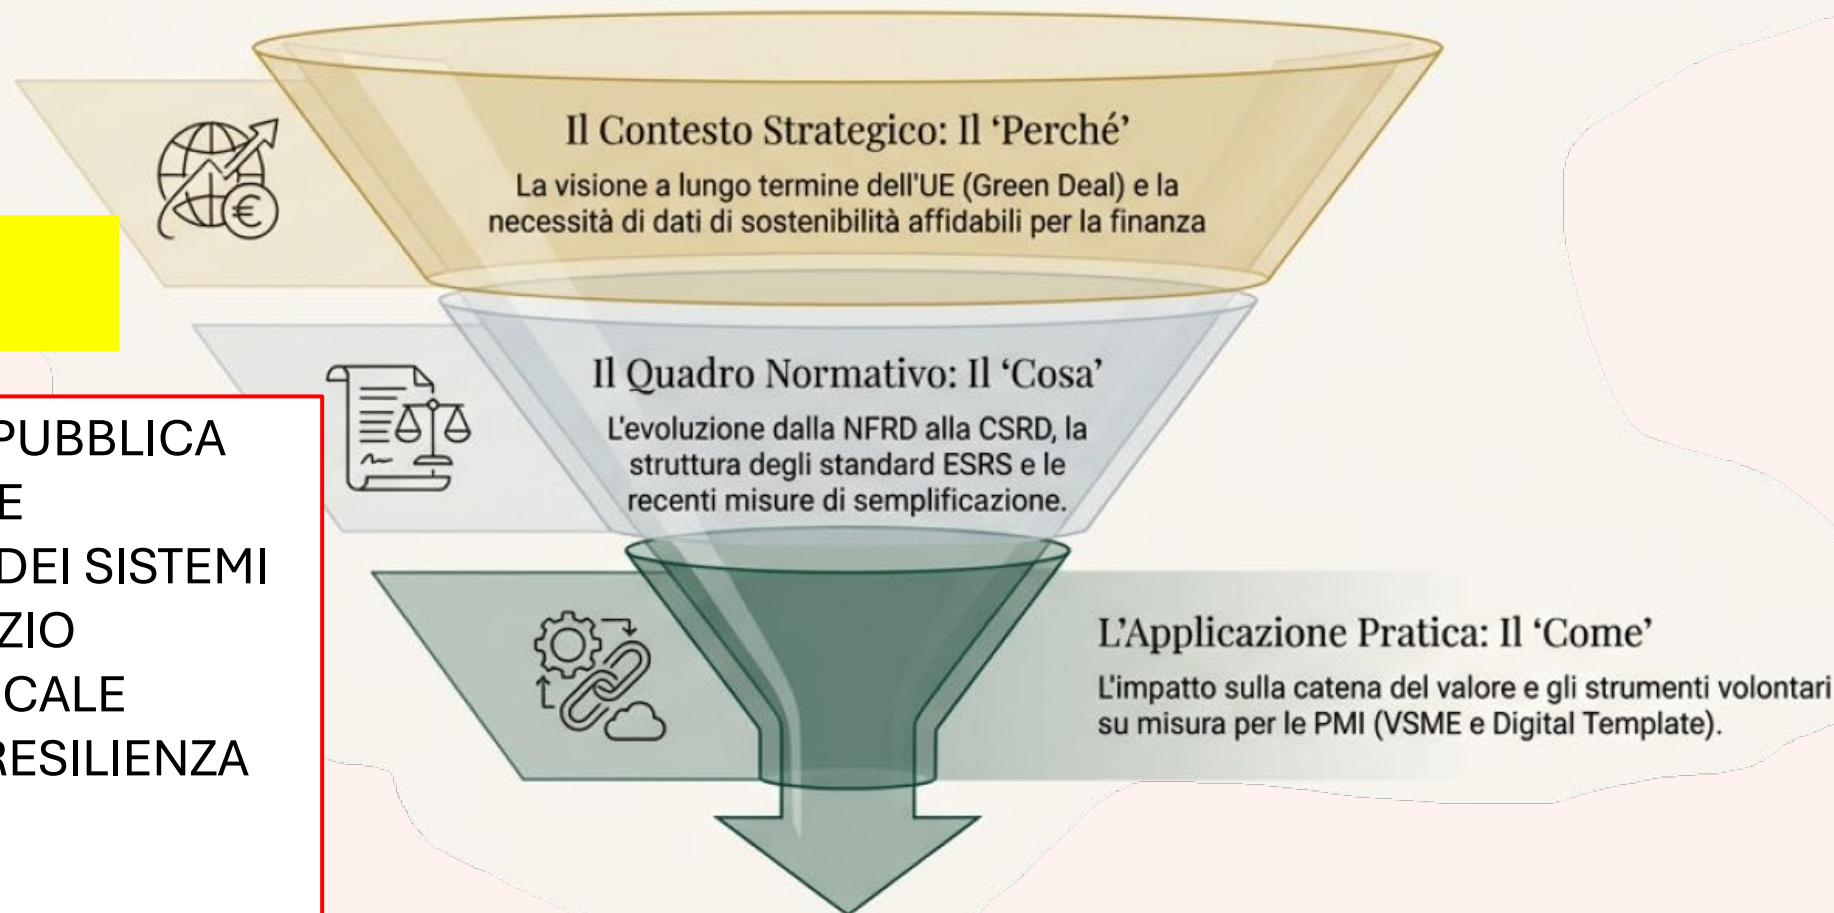 Il Contesto Strategico: Il ‘Perché’
La visione a lungo termine dell'UE (Green Deal) e la
necessità di dati di sostenibilità affidabili per la finanza
Il Quadro Normativo: Il ‘Cosa’
L'evoluzione dalla NFRD alla CSRD, la
struttura degli standard ESRS e le
recenti misure di semplificazione.
PUBBLICA
E
DEI SISTEMI
ZIO
CALE
RESILIENZA
L’Applicazione Pratica: Il ‘Come’
L'impatto sulla catena del valore e gli strumenti volontari
su misura per le PMI (VSME e Digital Template).